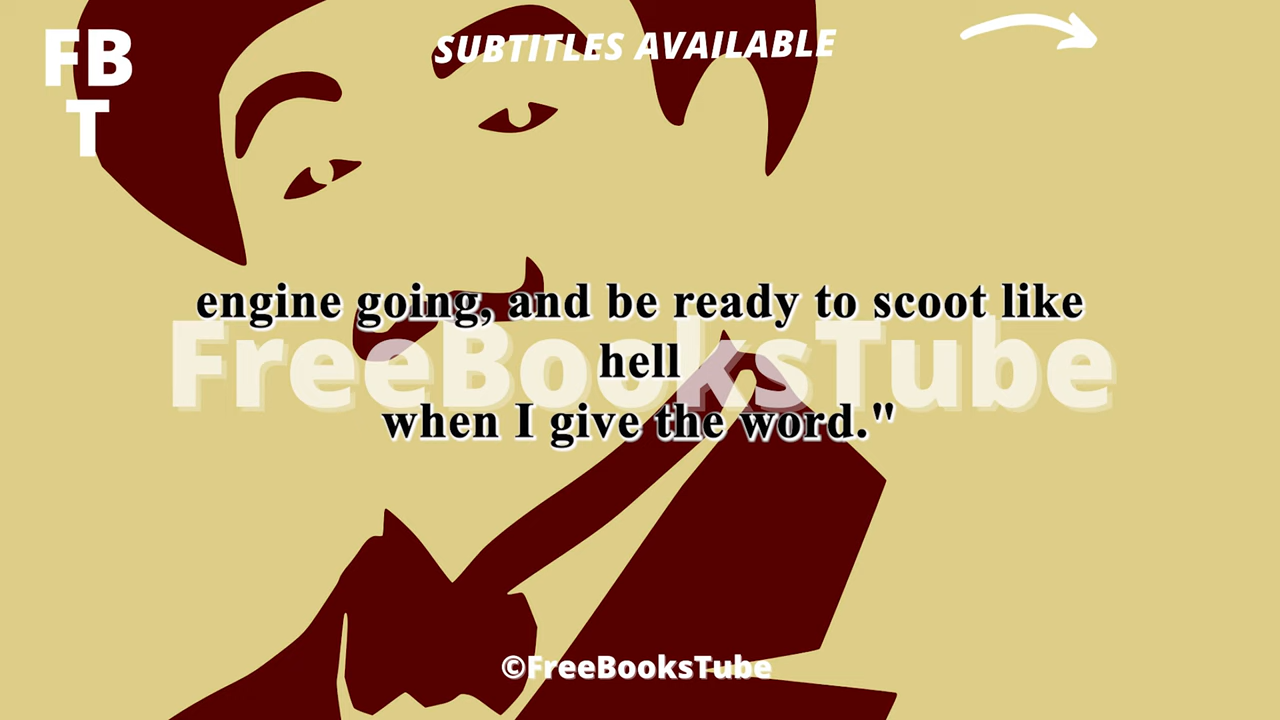 FB
T
SUBTITLES AVAILABLE
engine going, and be ready to scoot like
hell
when I give the word."
FreeBooksTube
©FreeBooksTube